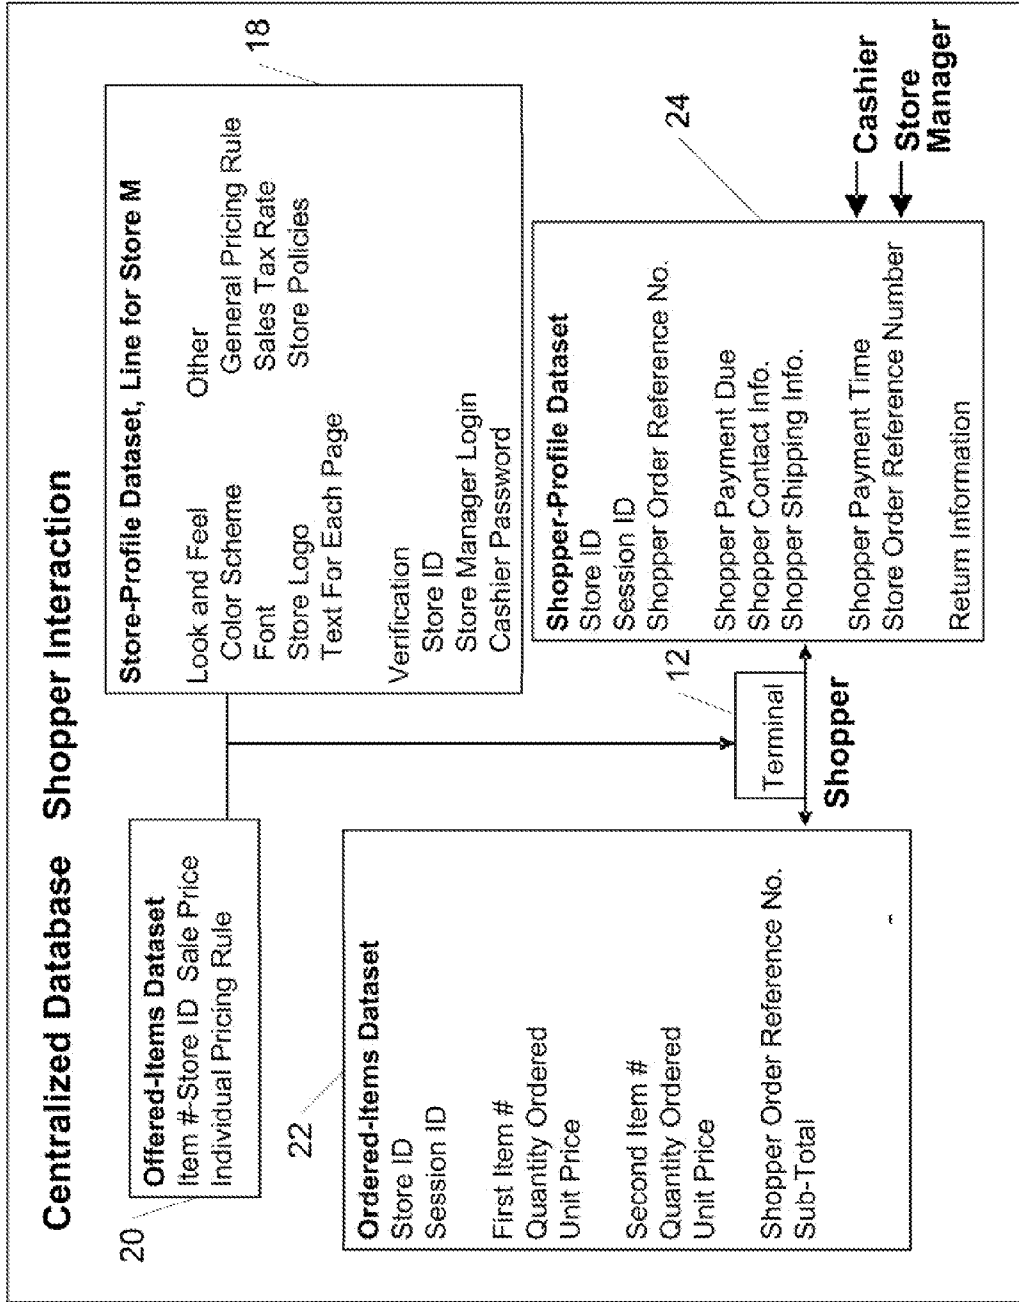 Centralized Database Shopper Interaction
20
Offered-Items Dataset
Item #-Store ID Sale Price
Individual Pricing Rule
18
Store-Profile Dataset, Line for Store M
Look and Feel
Color Scheme
Font
Store Logo
Text For Each Page
Other
General Pricing Rule
Sales Tax Rate
Store Policies
Verification
Store ID
Store Manager Login
Cashier Password
22
Ordered-Items Dataset
Store ID
Session ID
First Item #
Quantity Ordered
Unit Price
Second Item #
Quantity Ordered
Unit Price
Shopper Order Reference No.
Sub-Total
12
Terminal
Shopper
24
Shopper-Profile Dataset
Store ID
Session ID
Shopper Order Reference No.
Shopper Payment Due
Shopper Contact Info.
Shopper Shipping Info.
Shopper Payment Time
Store Order Reference Number
Return Information
Cashier
Store
Manager